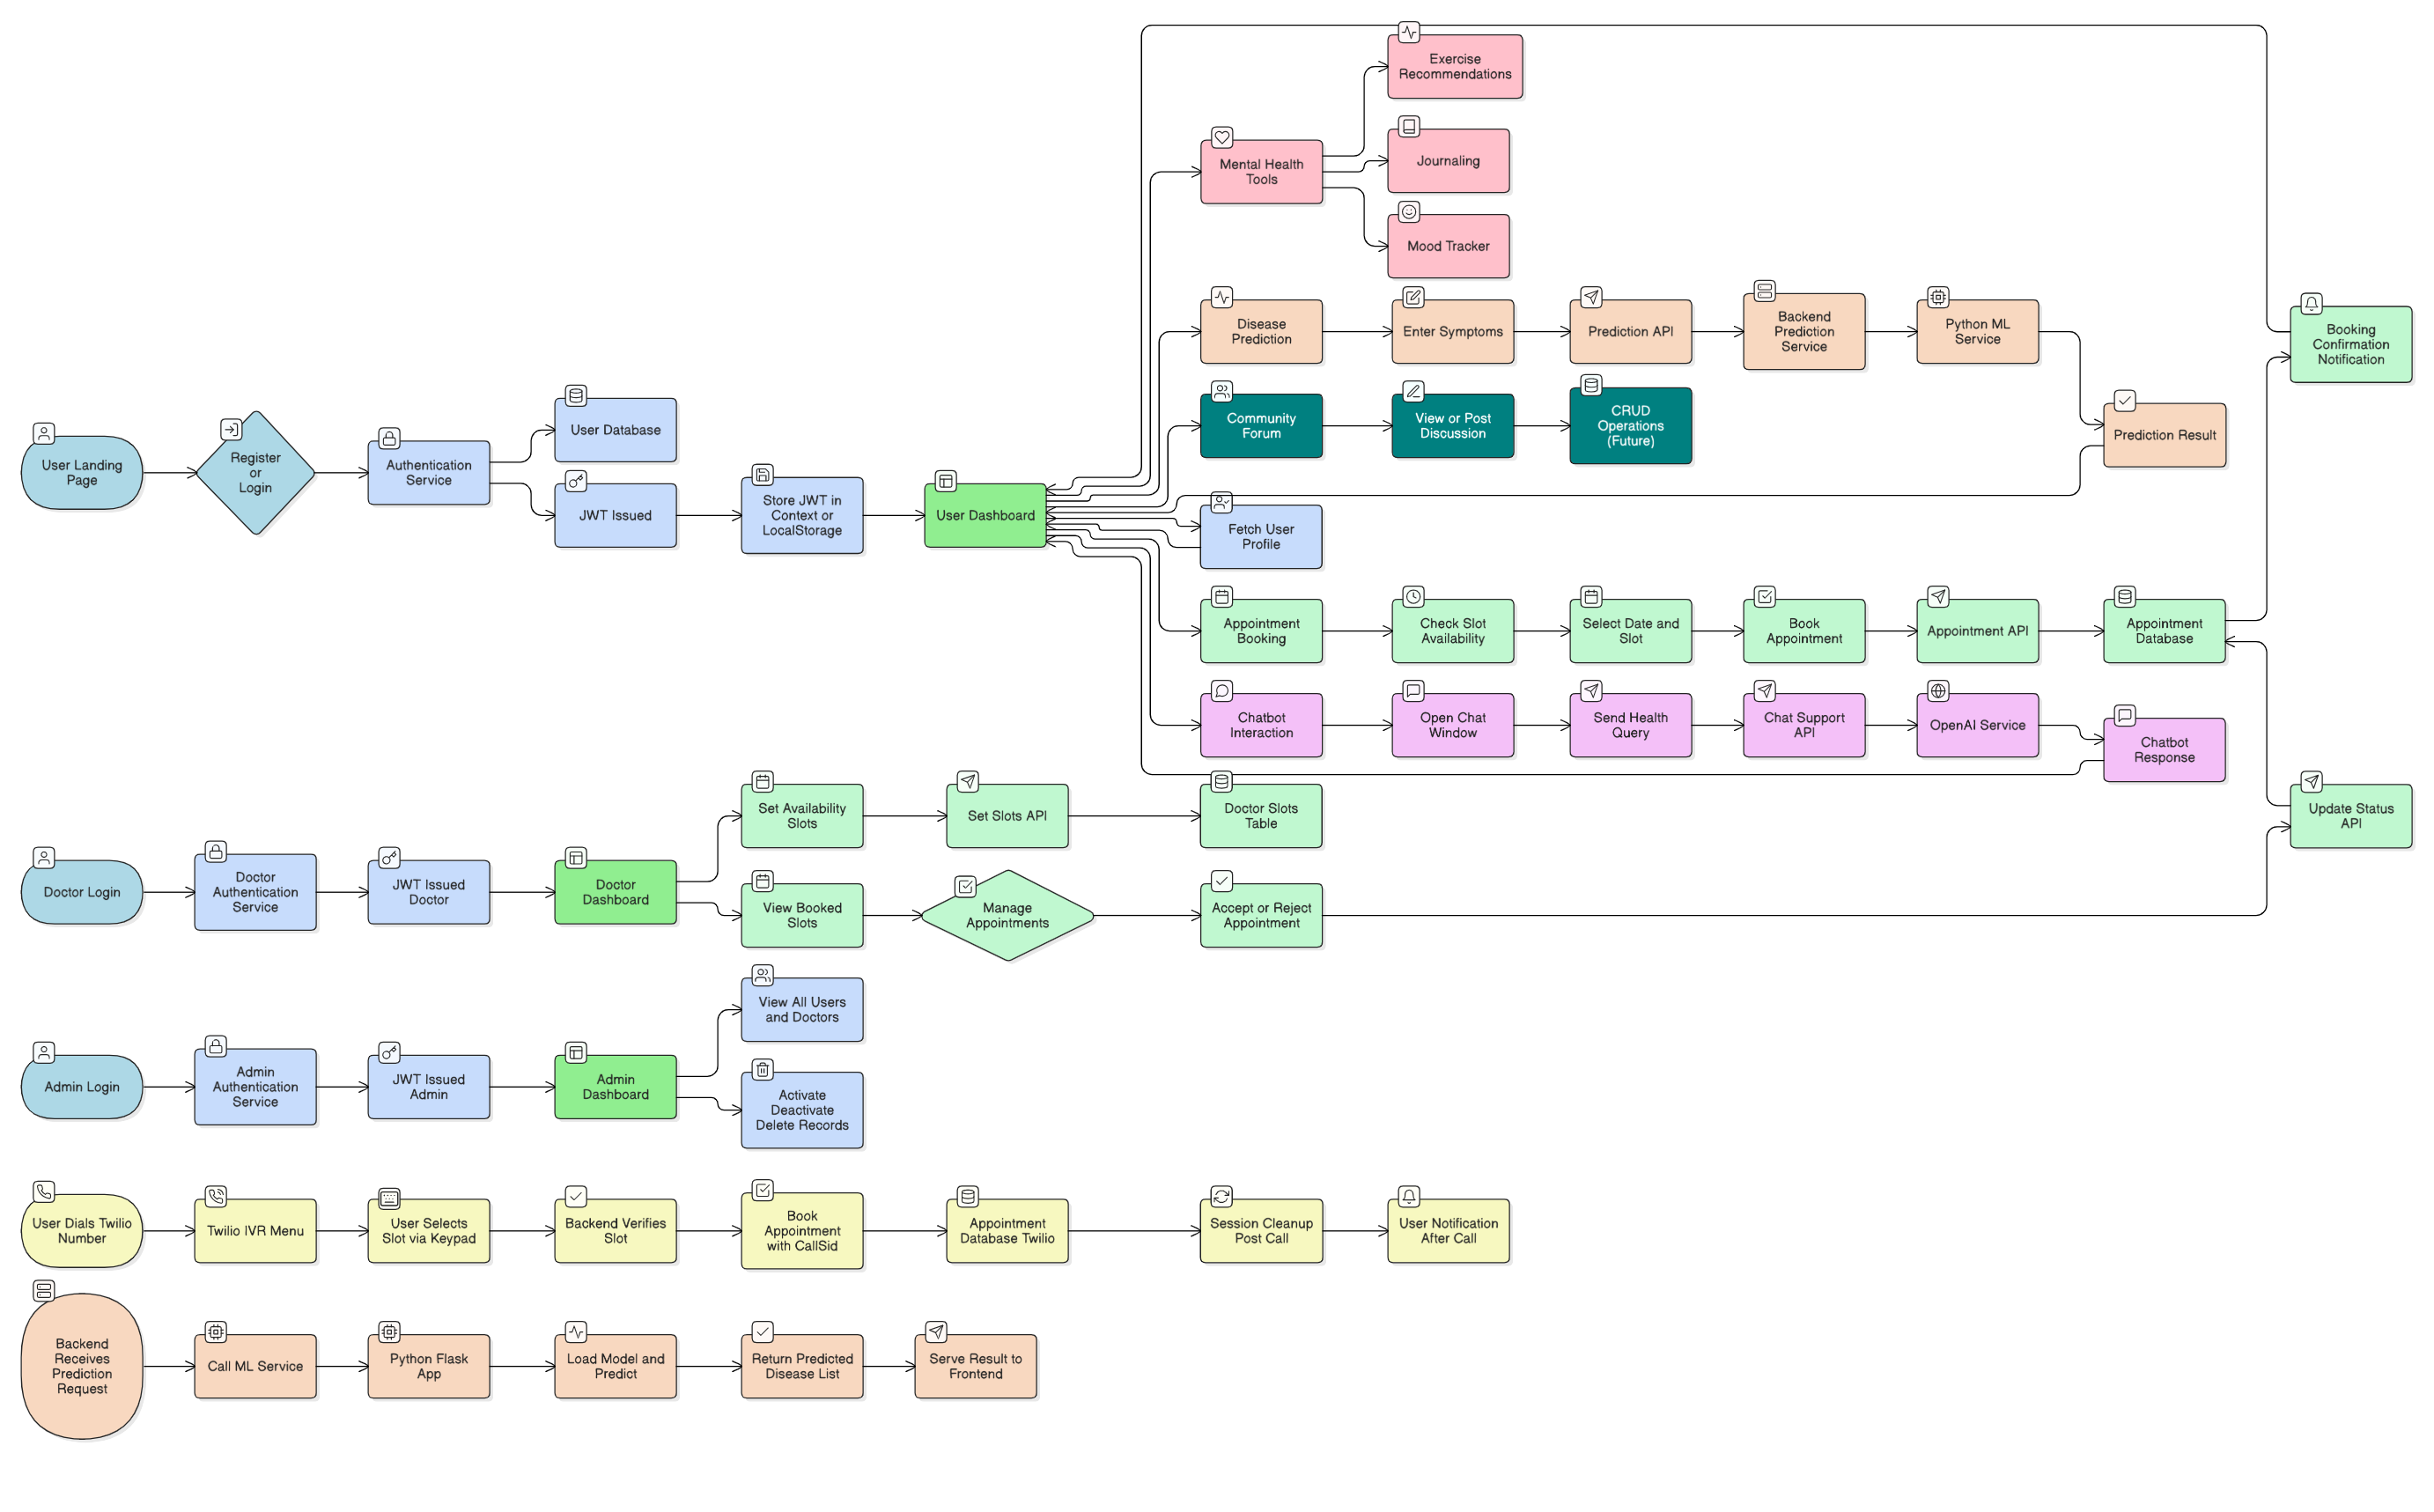 Exercise
Recommendations
Mental Health
Tools
Journaling
Mood Tracker
Disease
Prediction
Enter Symptoms
Prediction API
Backend
Prediction
Service
Python ML
Service
Booking
Confirmation
Notification
Community
Forum
View or Post
Discussion
CRUD
Operations
(Future)
Prediction Result
User Landing
Page
Register
or
Login
Authentication
Service
User Database
JWT Issued
Store JWT in
Context or
LocalStorage
User Dashboard
Fetch User
Profile
Appointment
Booking
Check Slot
Availability
Select Date and
Slot
Book
Appointment
Appointment API
Appointment
Database
Chatbot
Interaction
Open Chat
Window
Send Health
Query
Chat Support
API
OpenAI Service
Chatbot
Response
Set Availability
Slots
Set Slots API
Doctor Slots
Table
Update Status
API
Doctor Login
Doctor
Authentication
Service
JWT Issued
Doctor
Doctor
Dashboard
View Booked
Slots
Manage
Appointments
Accept or Reject
Appointment
View All Users
and Doctors
Admin Login
Admin
Authentication
Service
JWT Issued
Admin
Admin
Dashboard
Activate
Deactivate
Delete Records
User Dials Twilio
Number
Twilio IVR Menu
User Selects
Slot via Keypad
Backend Verifies
Slot
Book
Appointment
with CallSid
Appointment
Database Twilio
Session Cleanup
Post Call
User Notification
After Call
Backend
Receives
Prediction
Request
Call ML Service
Python Flask
App
Load Model and
Predict
Return Predicted
Disease List
Serve Result to
Frontend